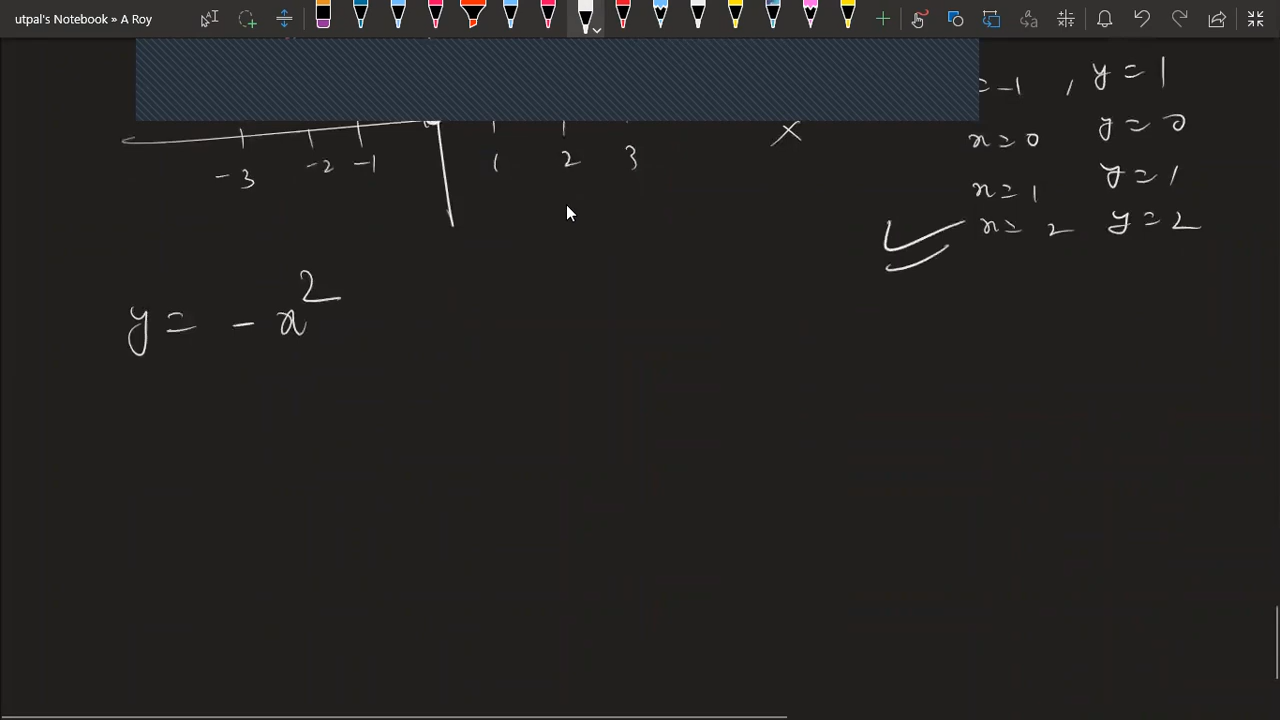 utpal's Notebook » A Roy
= -1 , y = 1
x = 0 y = 0
x = 1 y = 1
x = 2 y = 2
-3 -2 -1 1 2 3 X
y = - x²